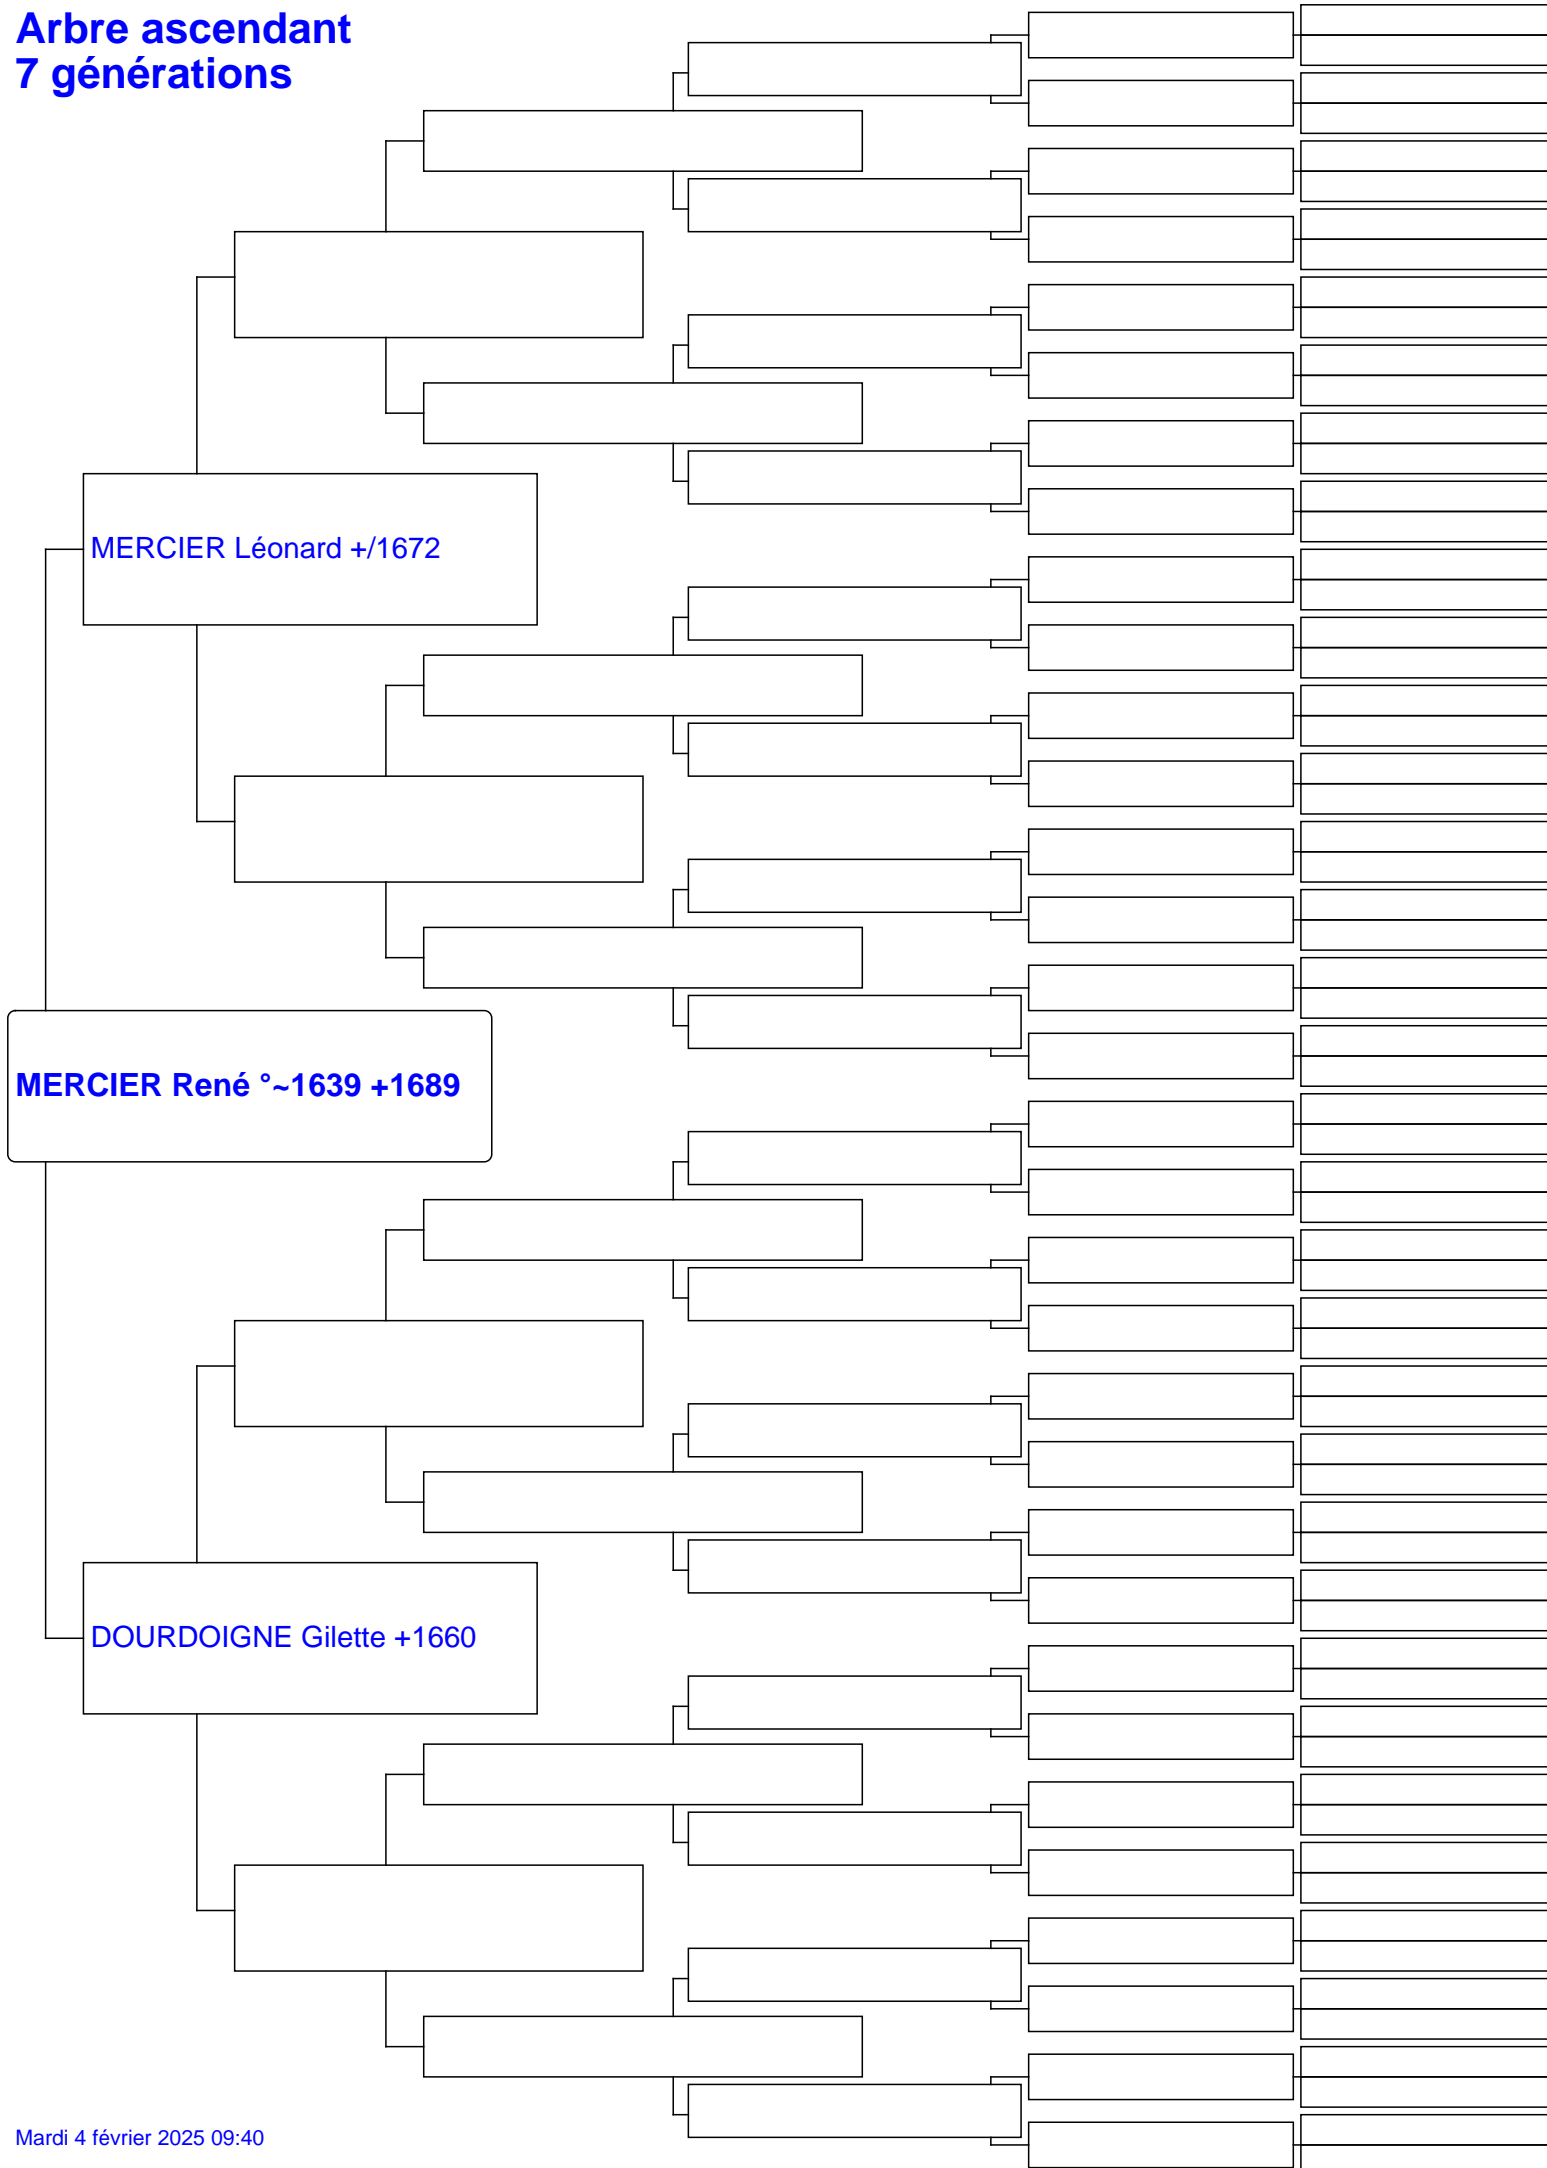 Arbre ascendant
7 générations
MERCIER Léonard +/1672
MERCIER René °~1639 +1689
DOURDOIGNE Gilette +1660
Mardi 4 février 2025 09:40